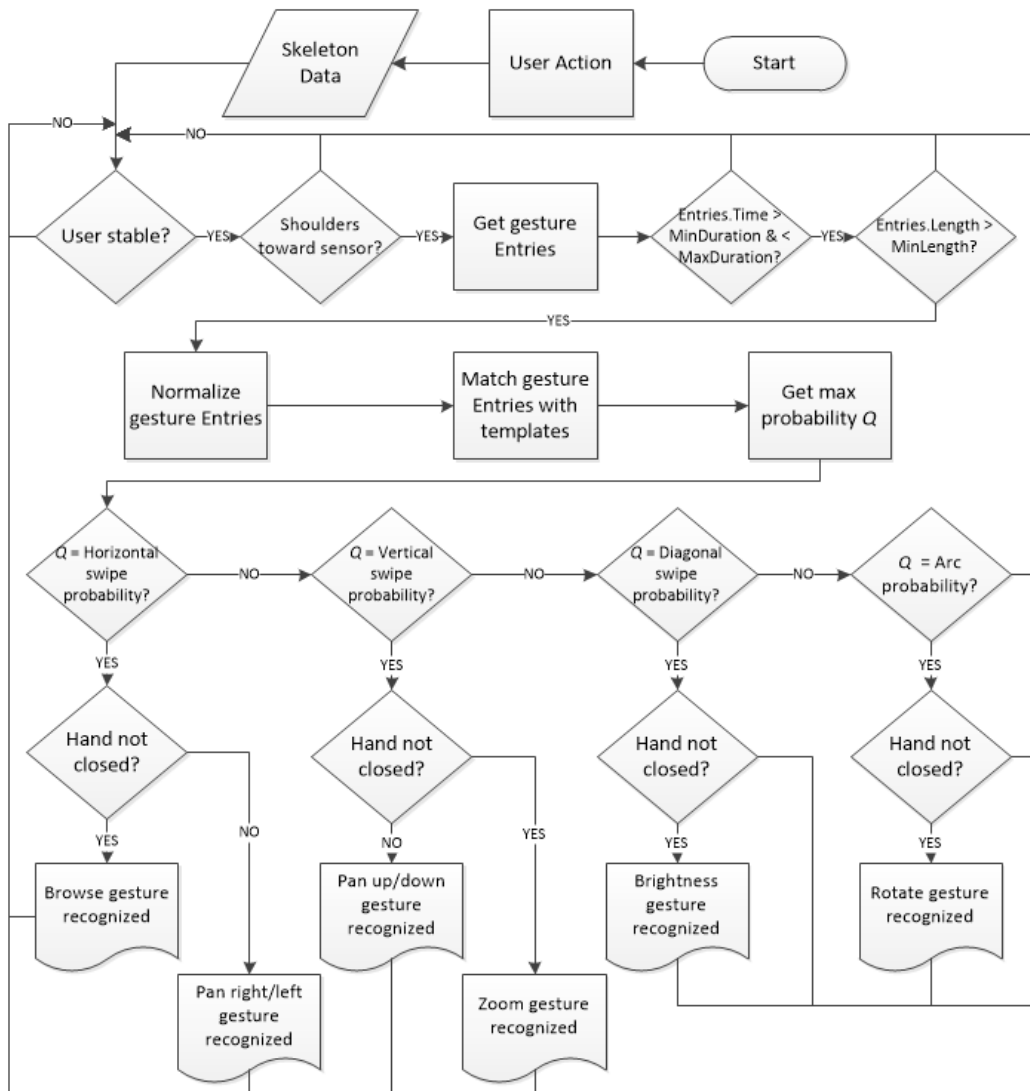 Skeleton
Data
User Action
Start
NO
NO
User stable?
YES
Shoulders
toward sensor?
YES
Get gesture
Entries
Entries.Time >
MinDuration & <
MaxDuration?
YES
Entries.Length >
MinLength?
YES
Normalize
gesture Entries
Match gesture
Entries with
templates
Get max
probability Q
Q = Horizontal
swipe
probability?
NO
Q = Vertical
swipe
probability?
NO
Q = Diagonal
swipe
probability?
NO
Q = Arc
probability?
YES
YES
YES
YES
Hand not
closed?
Hand not
closed?
Hand not
closed?
Hand not
closed?
YES
NO
NO
YES
YES
YES
Browse gesture
recognized
Pan up/down
gesture
recognized
Brightness
gesture
recognized
Rotate gesture
recognized
Pan right/left
gesture
recognized
Zoom gesture
recognized